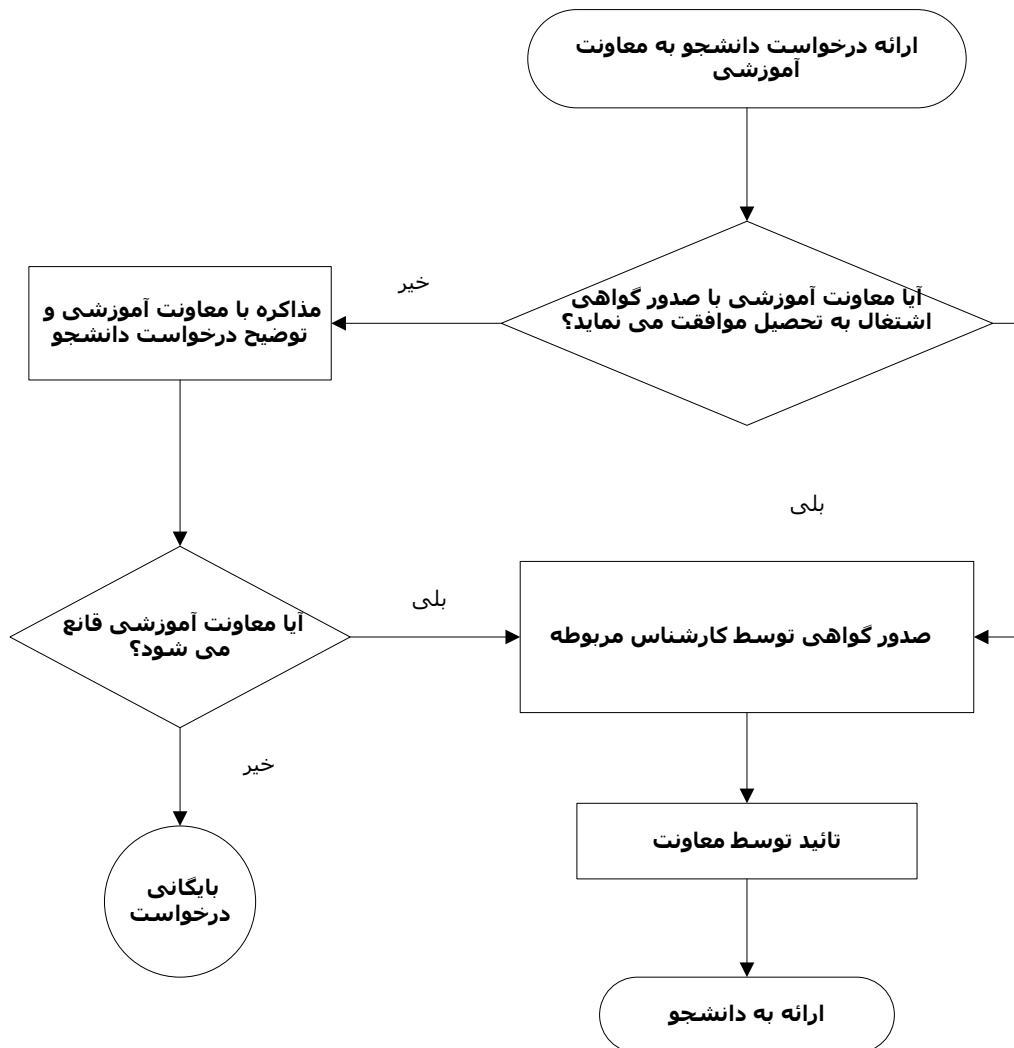 ارائه درخواست دانشجو به معاونت
آموزشی
آیا معاونت آموزشی با صدور گواهی
اشتغال به تحصیل موافقت می نماید؟
خیر
مذاکره با معاونت آموزشی و
توضیح درخواست دانشجو
بلی
آیا معاونت آموزشی قانع
می شود؟
بلی
صدور گواهی توسط کارشناس مربوطه
خیر
تائید توسط معاونت
بایگانی
درخواست
ارائه به دانشجو